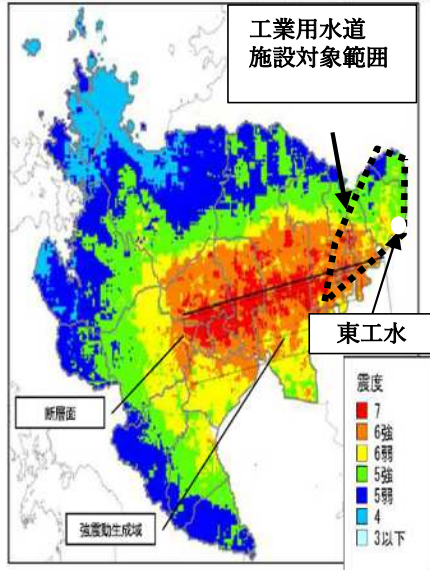 工業用水道
施設対象範囲
東工水
断層面
強震動生成域
震度
7
6強
6弱
5強
5弱
4
3以下